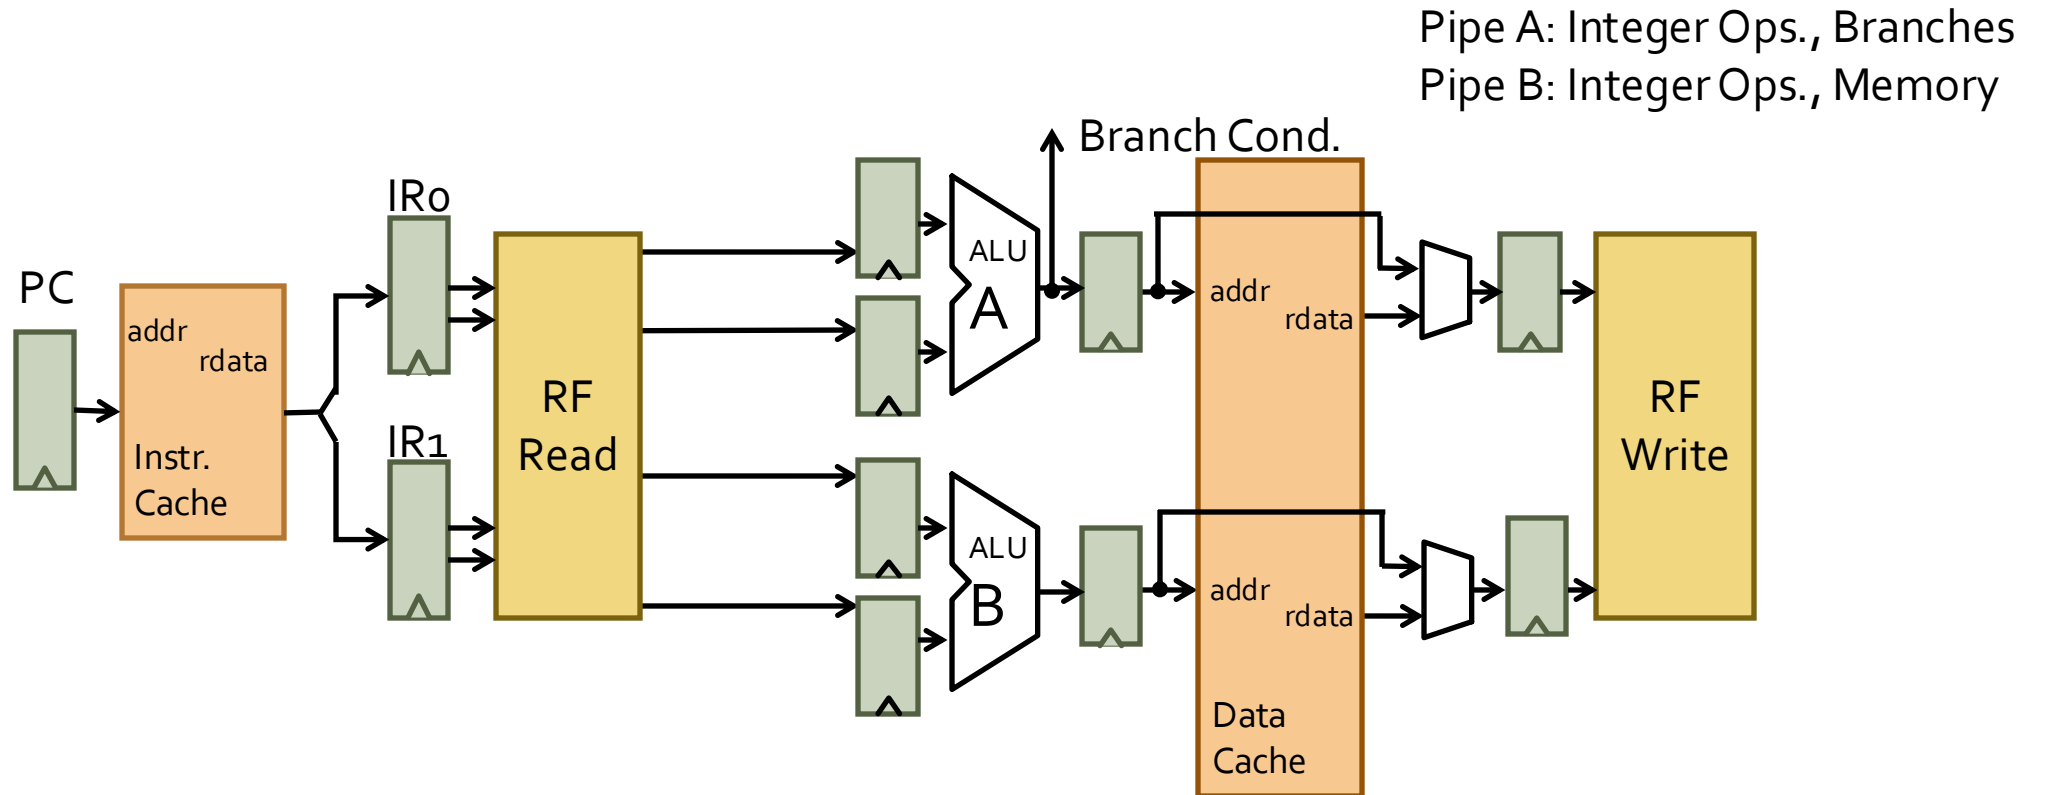 Pipe A: Integer Ops., Branches
Pipe B: Integer Ops., Memory
Branch Cond.
PC
addr
rdata
Instr.
Cache
IR0
IR1
RF
Read
ALU
A
ALU
B
addr
rdata
addr
rdata
Data
Cache
RF
Write